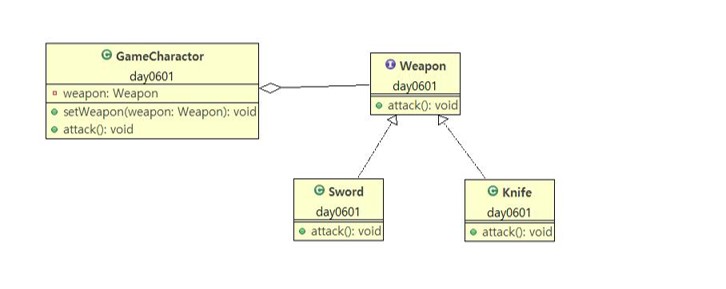 GameCharactor
day0601
weapon: Weapon
setWeapon(weapon: Weapon): void
attack(): void
Weapon
day0601
attack(): void
Sword
day0601
attack(): void
Knife
day0601
attack(): void